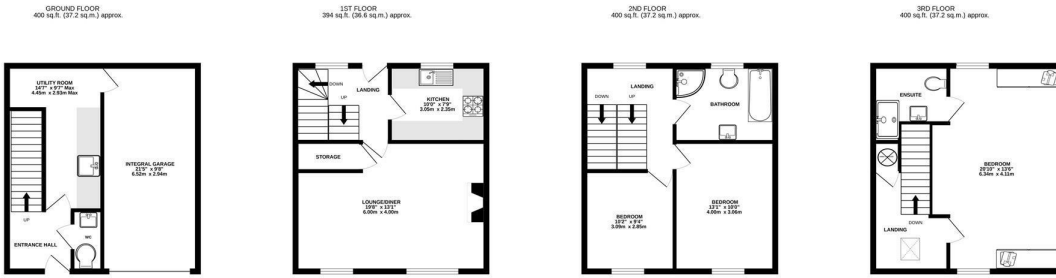 GROUND FLOOR
400 sq.ft. (37.2 sq.m.) approx.
UTILITY ROOM
14'7" x 9'7" Max
4.45m x 2.93m Max
INTEGRAL GARAGE
21'5" x 9'8"
6.52m x 2.94m
UP
WC
ENTRANCE HALL
1ST FLOOR
394 sq.ft. (36.6 sq.m.) approx.
DOWN
LANDING
UP
KITCHEN
10'0" x 7'9"
3.05m x 2.35m
STORAGE
LOUNGE/DINER
19'8" x 13'1"
6.00m x 4.00m
2ND FLOOR
400 sq.ft. (37.2 sq.m.) approx.
LANDING
DOWN
UP
BATHROOM
BEDROOM
10'2" x 9'4"
3.09m x 2.85m
BEDROOM
13'1" x 10'0"
4.00m x 3.06m
3RD FLOOR
400 sq.ft. (37.2 sq.m.) approx.
ENSUITE
BEDROOM
20'10" x 13'6"
6.34m x 4.11m
DOWN
LANDING